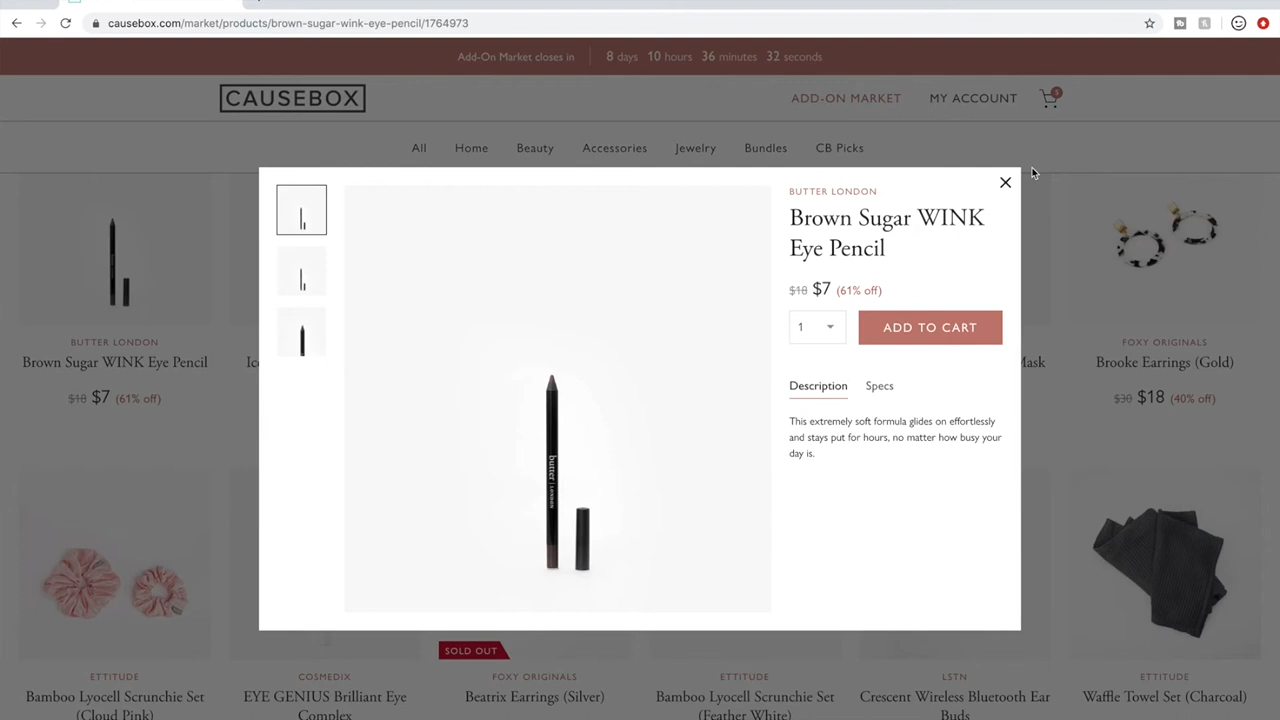 causebox.com/market/products/brown-sugar-wink-eye-pencil/1764973
Add-On Market closes in 8 days 10 hours 36 minutes 32 seconds
CAUSEBOX
ADD-ON MARKET MY ACCOUNT
All Home Beauty Accessories Jewelry Bundles CB Picks
BUTTER LONDON
Brown Sugar WINK
Eye Pencil
$18 $7 (61% off)
1 ADD TO CART
Description Specs
This extremely soft formula glides on effortlessly
and stays put for hours, no matter how busy your
day is.
butter LONDON
BUTTER LONDON
Brown Sugar WINK Eye Pencil
$18 $7 (61% off)
Mask
FOXY ORIGINALS
Brooke Earrings (Gold)
$30 $18 (40% off)
SOLD OUT
ETTITUDE COSMEDIX FOXY ORIGINALS ETTITUDE LSTN ETTITUDE
Bamboo Lyocell Scrunchie Set EYE GENIUS Brilliant Eye Beatrix Earrings (Silver) Bamboo Lyocell Scrunchie Set Crescent Wireless Bluetooth Ear Waffle Towel Set (Charcoal)
(Cloud Pink) Complex (Feather White) Buds